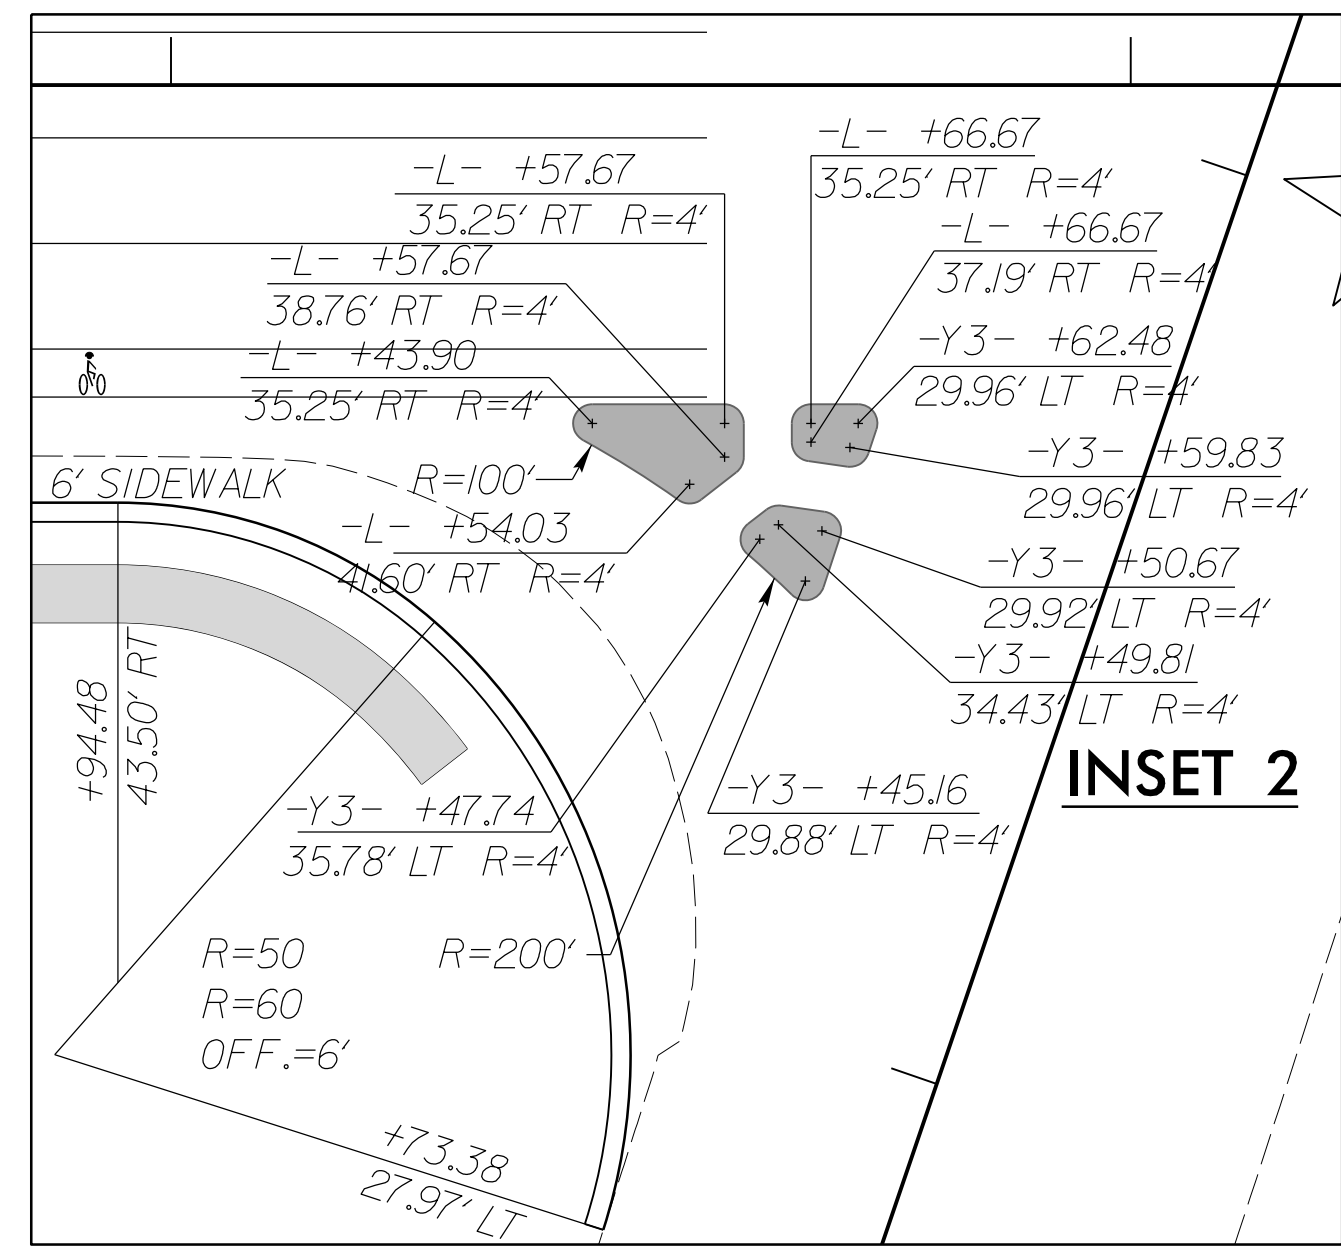 -L- +66.67
35.25' RT R=4'
-L- +57.67
35.25' RT R=4'
-L- +66.67
37.19' RT R=4'
-L- +57.67
38.76' RT R=4'
-Y3- +62.48
29.96' LT R=4'
-L- +43.90
35.25' RT R=4'
-Y3- +59.83
29.96' LT R=4'
R=100'
6' SIDEWALK
-L- +54.03
41.60' RT R=4'
-Y3- +50.67
29.92' LT R=4'
-Y3- +49.81
34.43' LT R=4'
+94.48
43.50' RT
INSET 2
-Y3- +45.16
29.88' LT R=4'
-Y3- +47.74
35.78' LT R=4'
R=50
R=60
OFF.=6'
R=200'
+73.38
27.97' LT